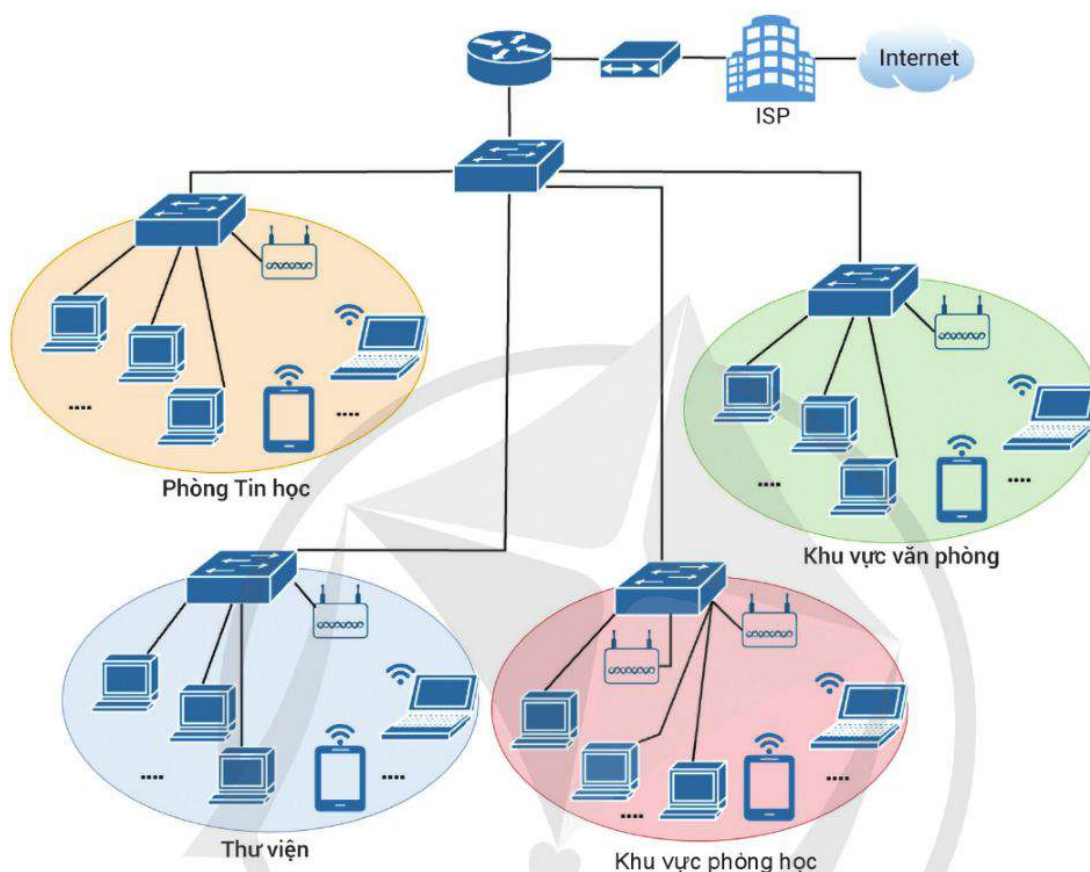 Internet
ISP
Phòng Tin học
Khu vực văn phòng
Thư viện
Khu vực phòng học